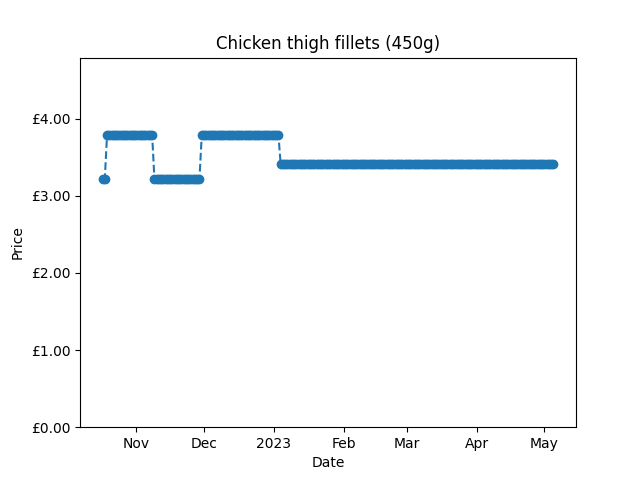 Chicken thigh fillets (450g)
£4.00
£3.00
£2.00
£1.00
£0.00
Price
Nov Dec 2023 Feb Mar Apr May
Date